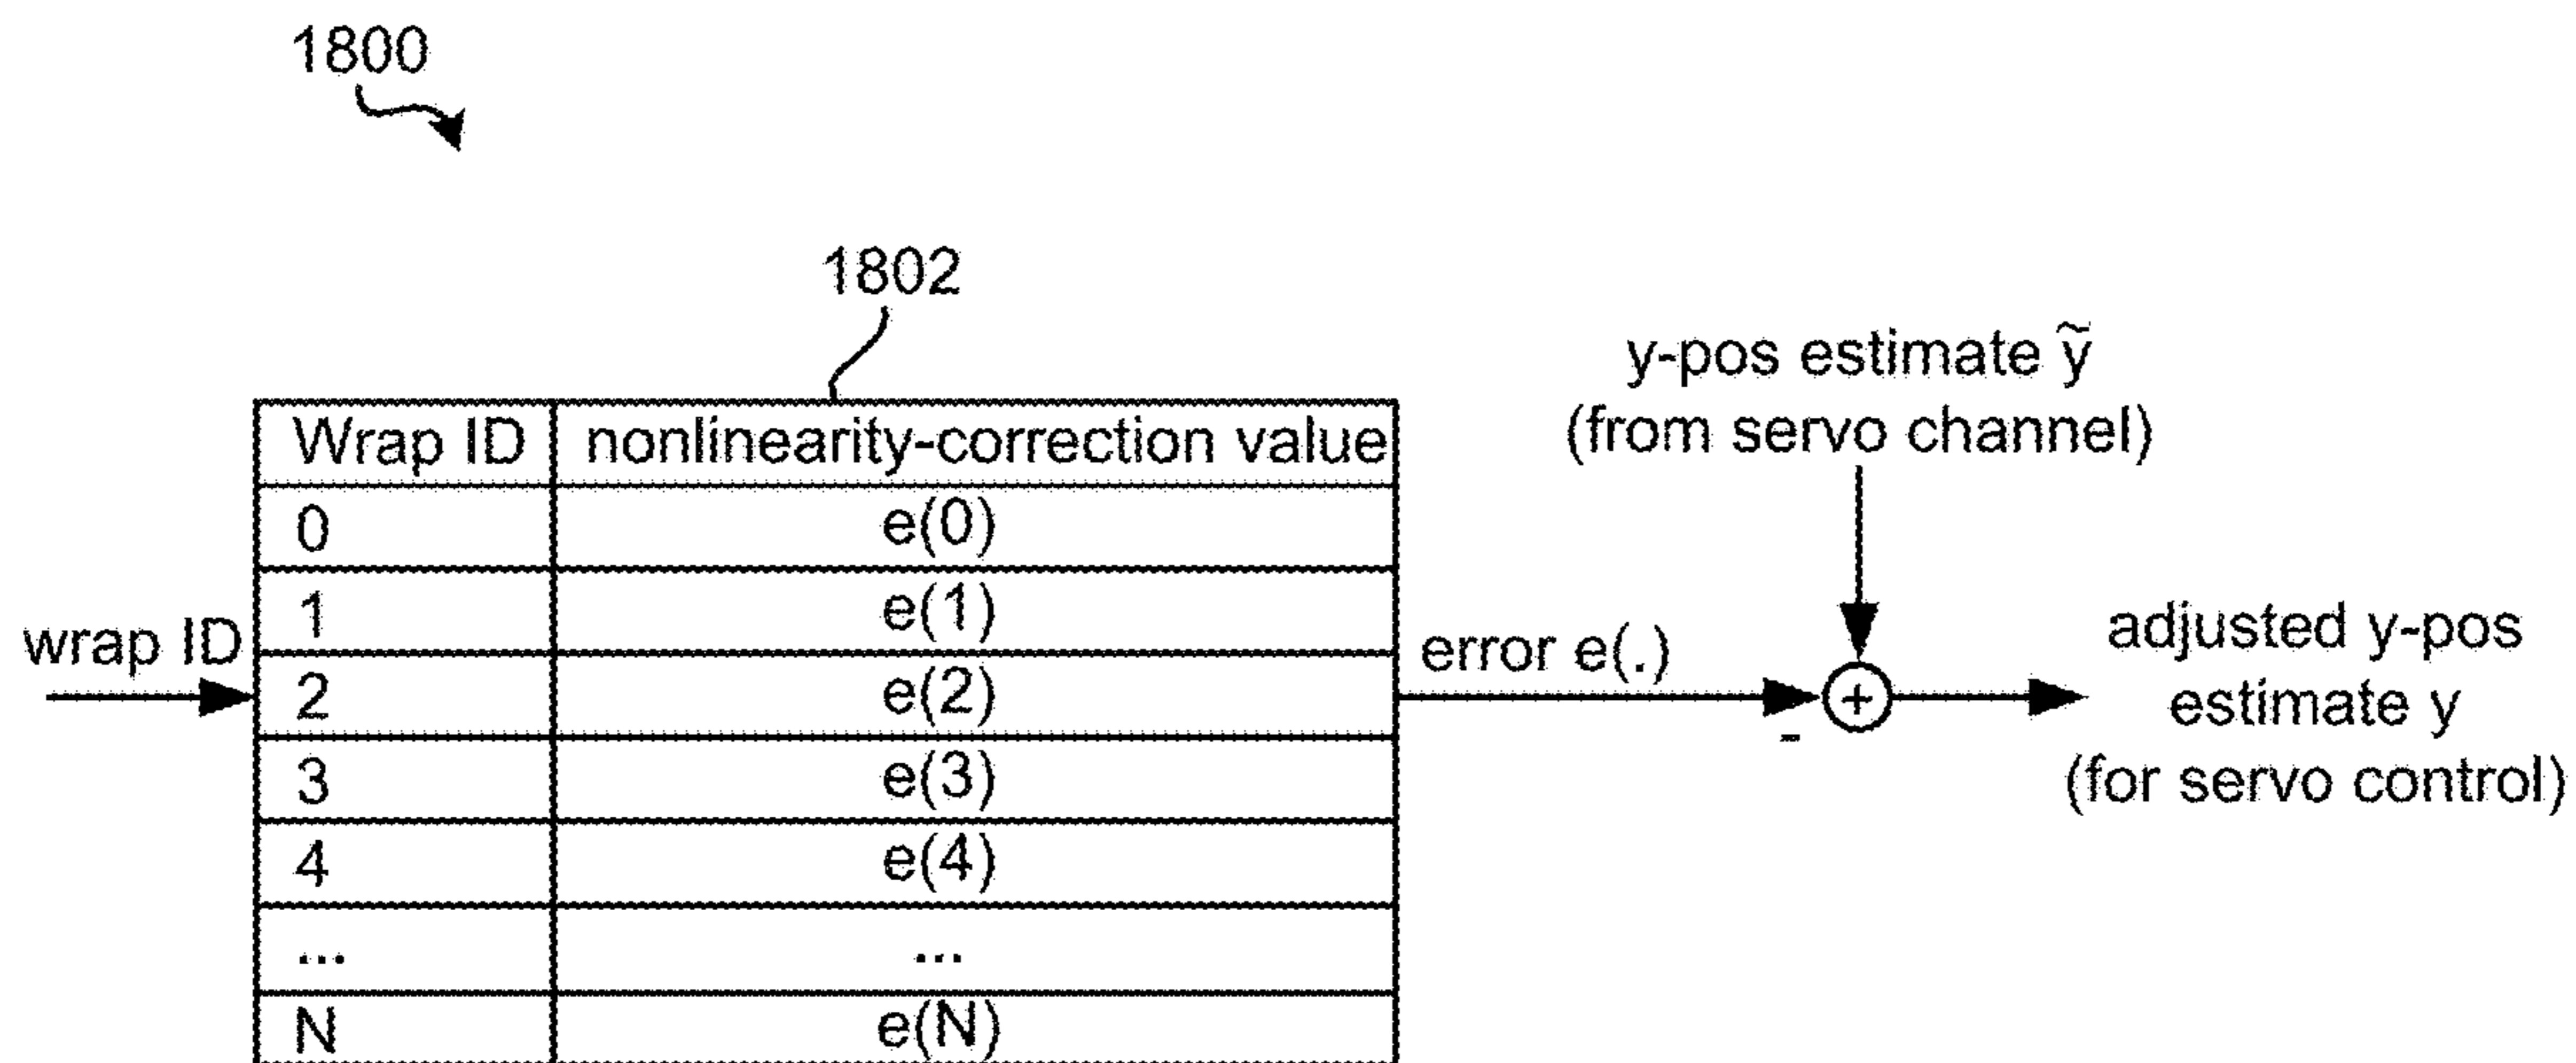 1800
1802
y-pos estimate ỹ
(from servo channel)
Wrap ID nonlinearity-correction value
0 e(0)
1 e(1)
wrap ID
2 e(2)
error e(.)
+
-
adjusted y-pos
estimate y
(for servo control)
3 e(3)
4 e(4)
... ...
N e(N)